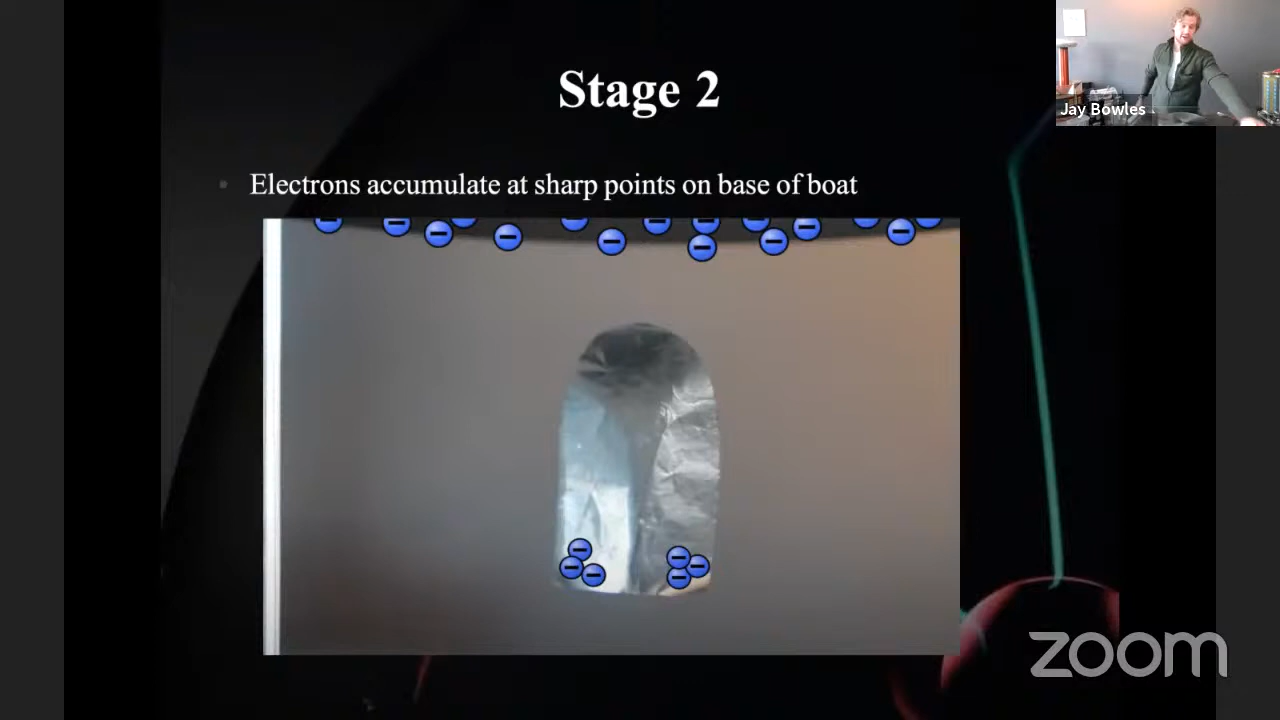 Stage 2
Jay Bowles
Electrons accumulate at sharp points on base of boat
zoom